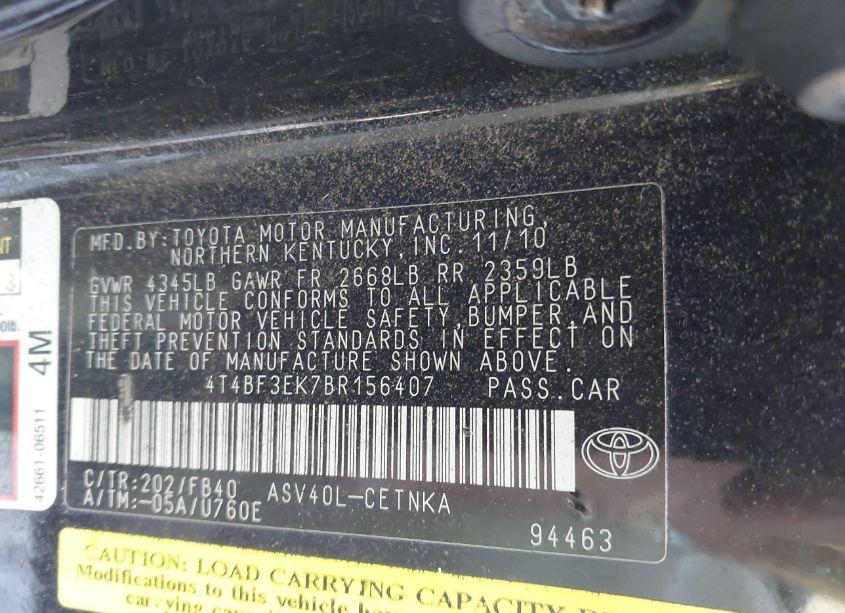 MFD.BY:TOYOTA MOTOR MANUFACTURING,
NORTHERN KENTUCKY,INC.11/10
GVWR 4345LB GAWR FR 2668LB RR 2359LB
THIS VEHICLE CONFORMS TO ALL APPLICABLE
FEDERAL MOTOR VEHICLE SAFETY,BUMPER,AND
THEFT PREVENTION STANDARDS IN EFFECT ON
THE DATE OF MANUFACTURE SHOWN ABOVE.
4T4BF3EK7BR156407 PASS.CAR
C/TR:202/FB40 ASV40L-CETNKA
A/TM:-05A/U760E
94463
4M
42661-06511
3
CAUTION: LOAD CARRYING CAPACITY
Modifications to this vehicle